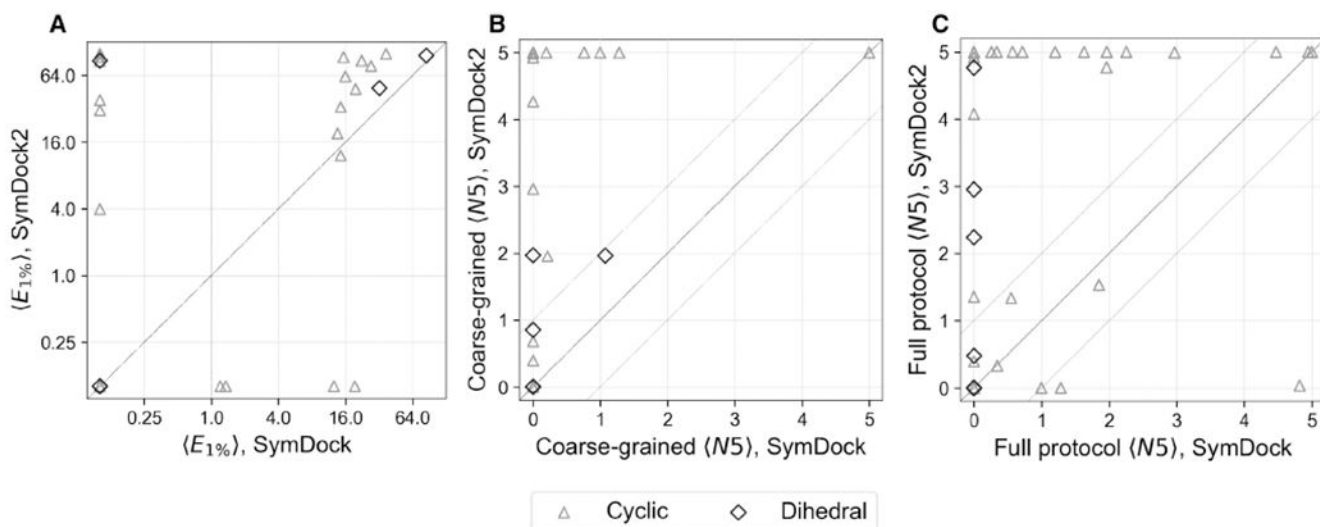 A
⟨E1%⟩, SymDock2
64.0
16.0
4.0
1.0
0.25
0.25 1.0 4.0 16.0 64.0
⟨E1%⟩, SymDock
B
Coarse-grained ⟨N5⟩, SymDock2
5
4
3
2
1
0
0 1 2 3 4 5
Coarse-grained ⟨N5⟩, SymDock
C
Full protocol ⟨N5⟩, SymDock2
5
4
3
2
1
0
0 1 2 3 4 5
Full protocol ⟨N5⟩, SymDock
Cyclic Dihedral